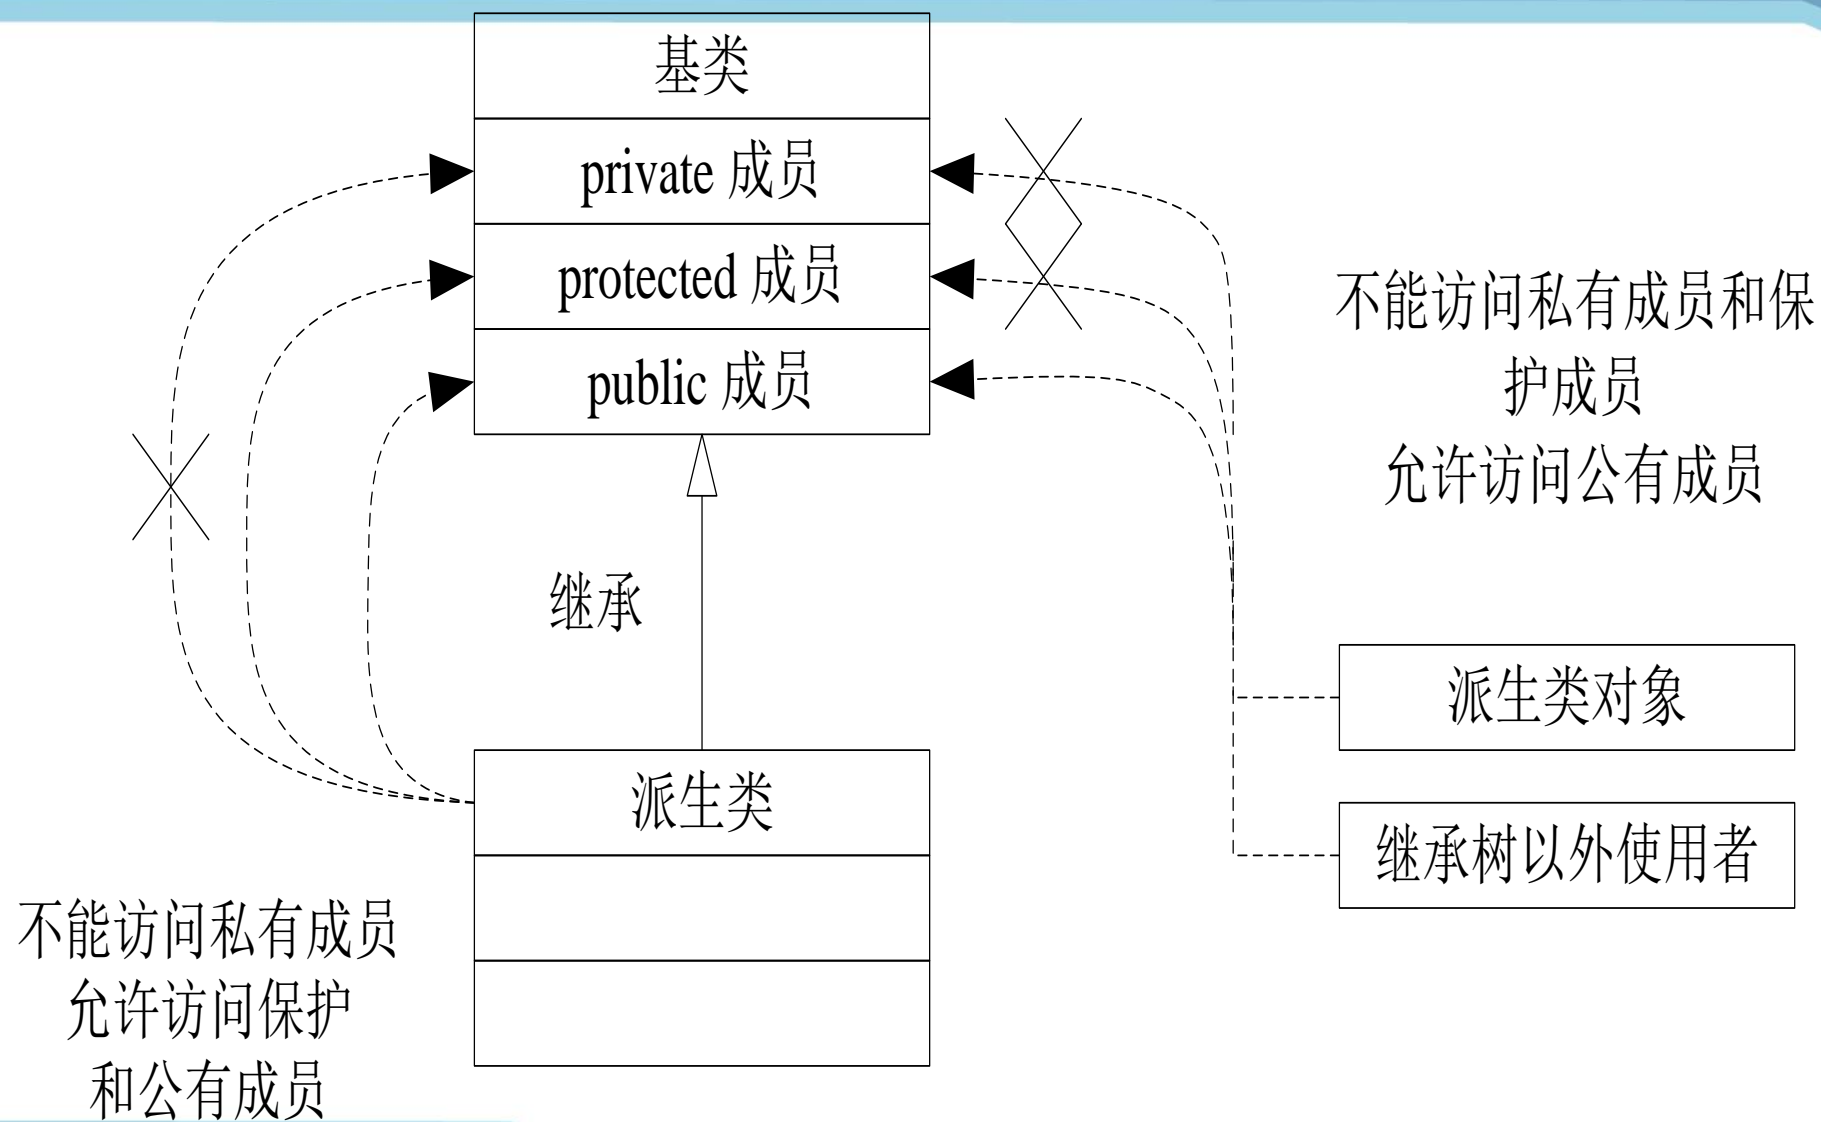 基类
private 成员
protected 成员
public 成员
不能访问私有成员和保
护成员
允许访问公有成员
继承
派生类对象
派生类
继承树以外使用者
不能访问私有成员
允许访问保护
和公有成员